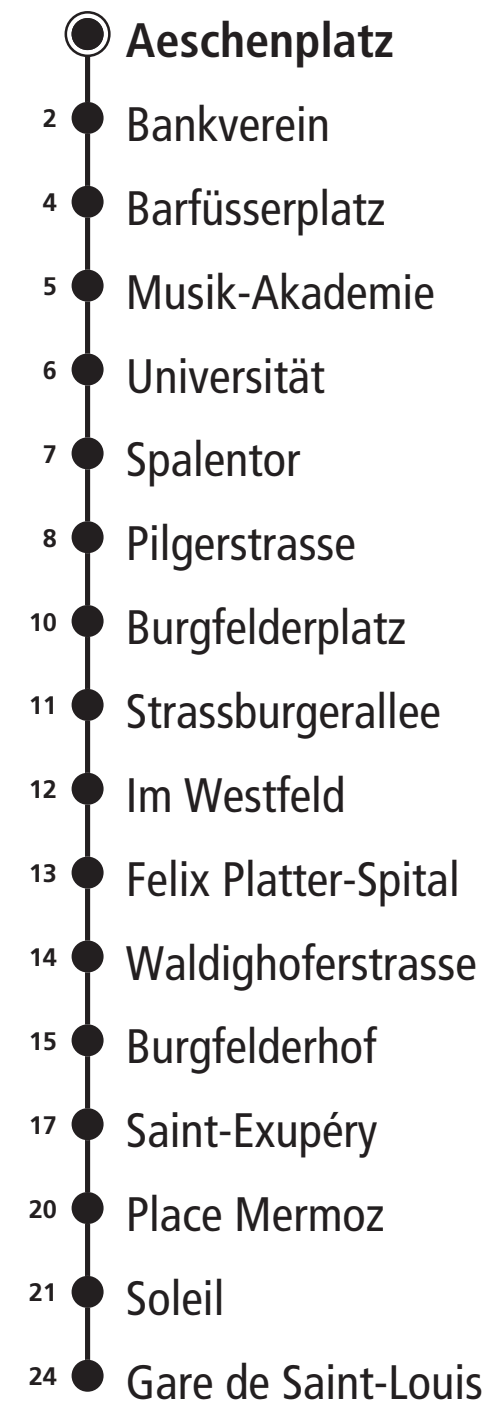 Aeschenplatz
2 Bankverein
4 Barfüsserplatz
5 Musik-Akademie
6 Universität
7 Spalentor
8 Pilgerstrasse
10 Burgfelderplatz
11 Strassburgerallee
12 Im Westfeld
13 Felix Platter-Spital
14 Waldighoferstrasse
15 Burgfelderhof
17 Saint-Exupéry
20 Place Mermoz
21 Soleil
24 Gare de Saint-Louis